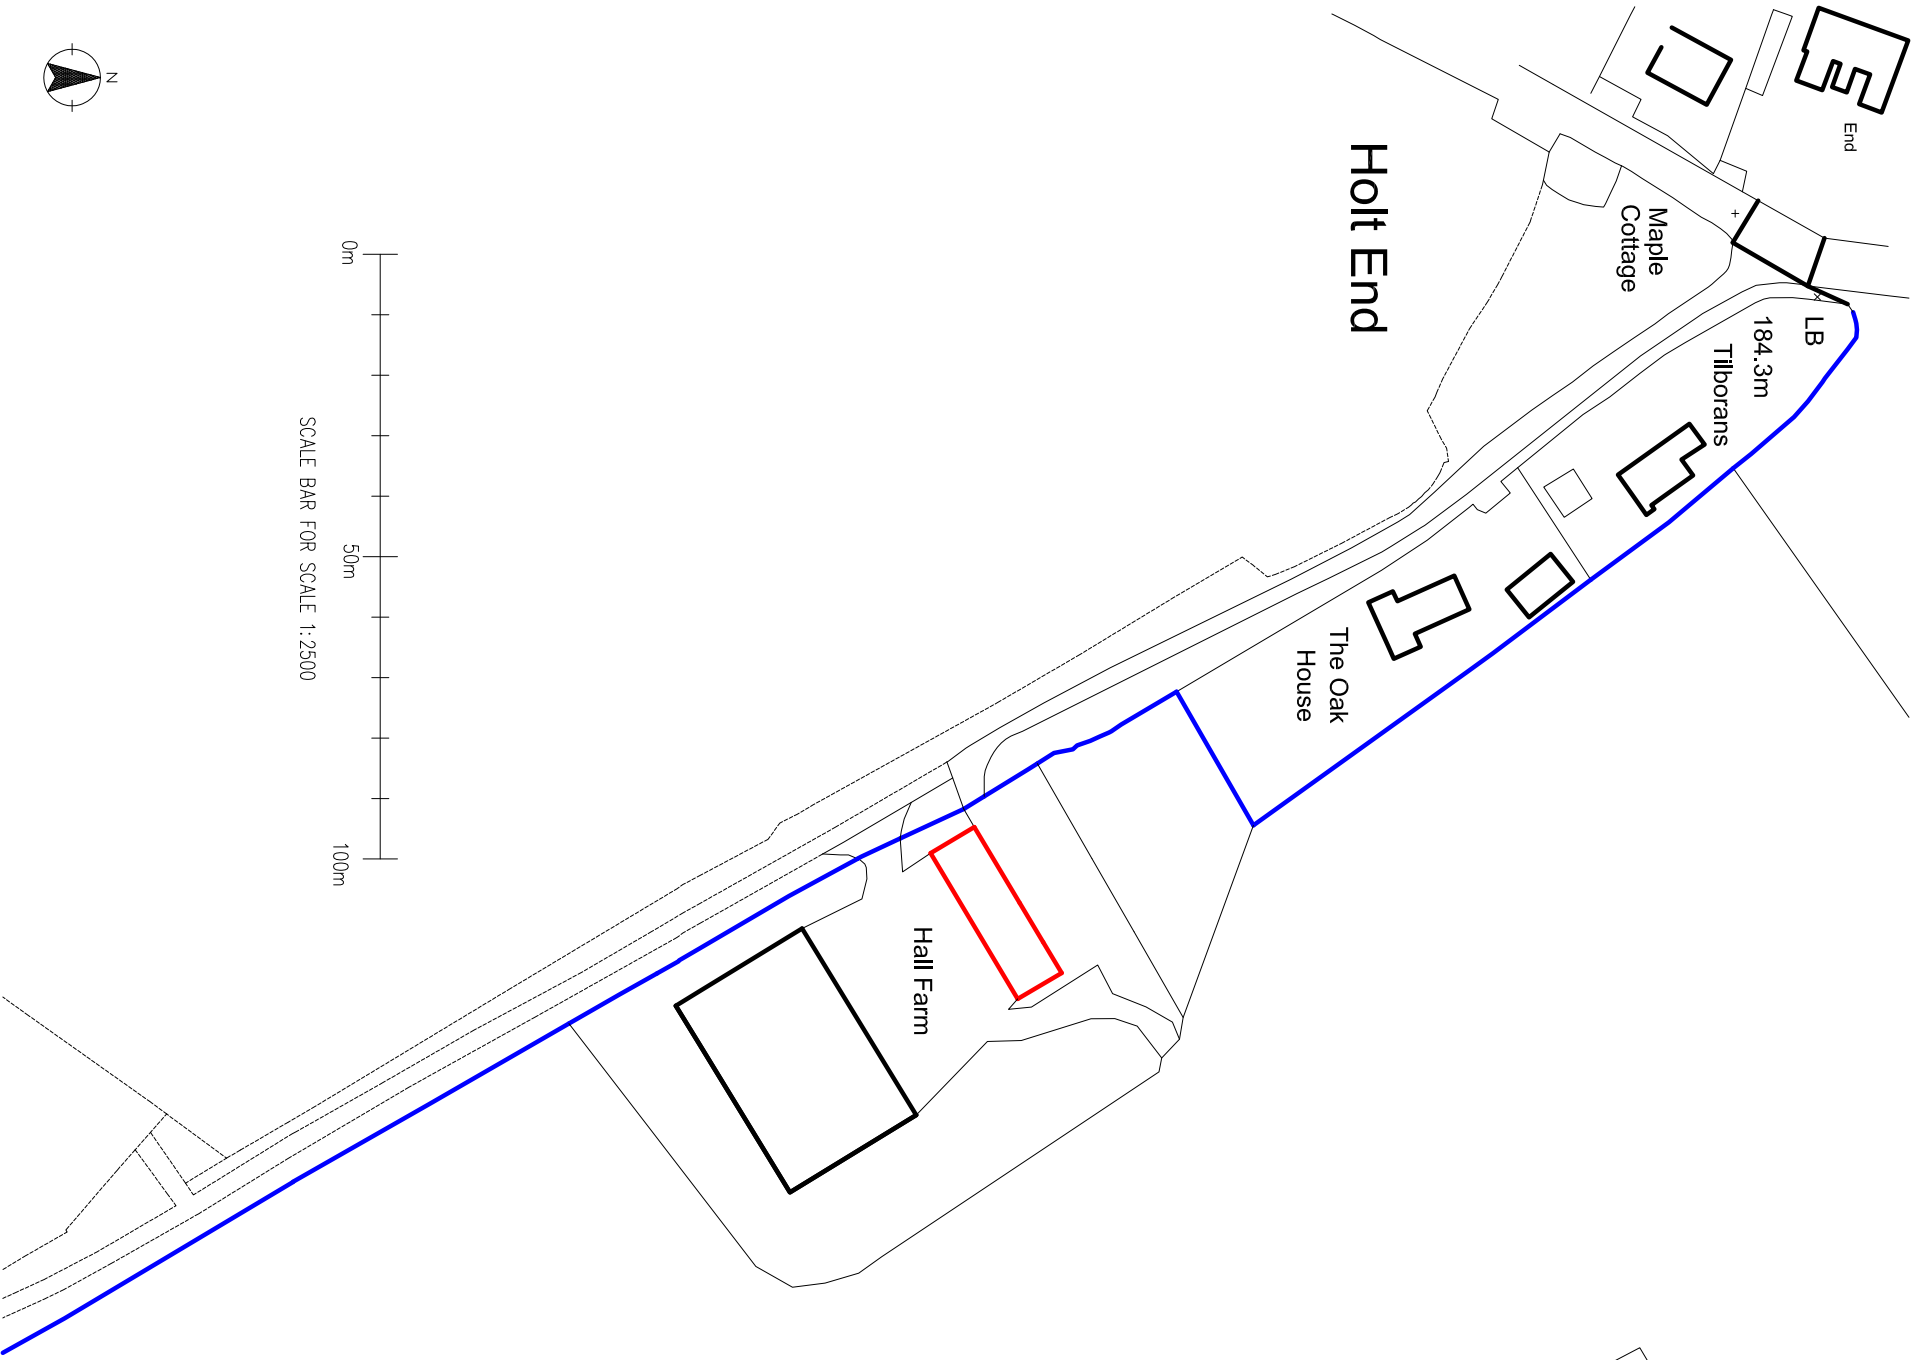 End
Maple
Cottage
Holt End
LB
184.3m
Tilborans
The Oak
House
Hall Farm
N
0m
50m
100m
SCALE BAR FOR SCALE 1:2500